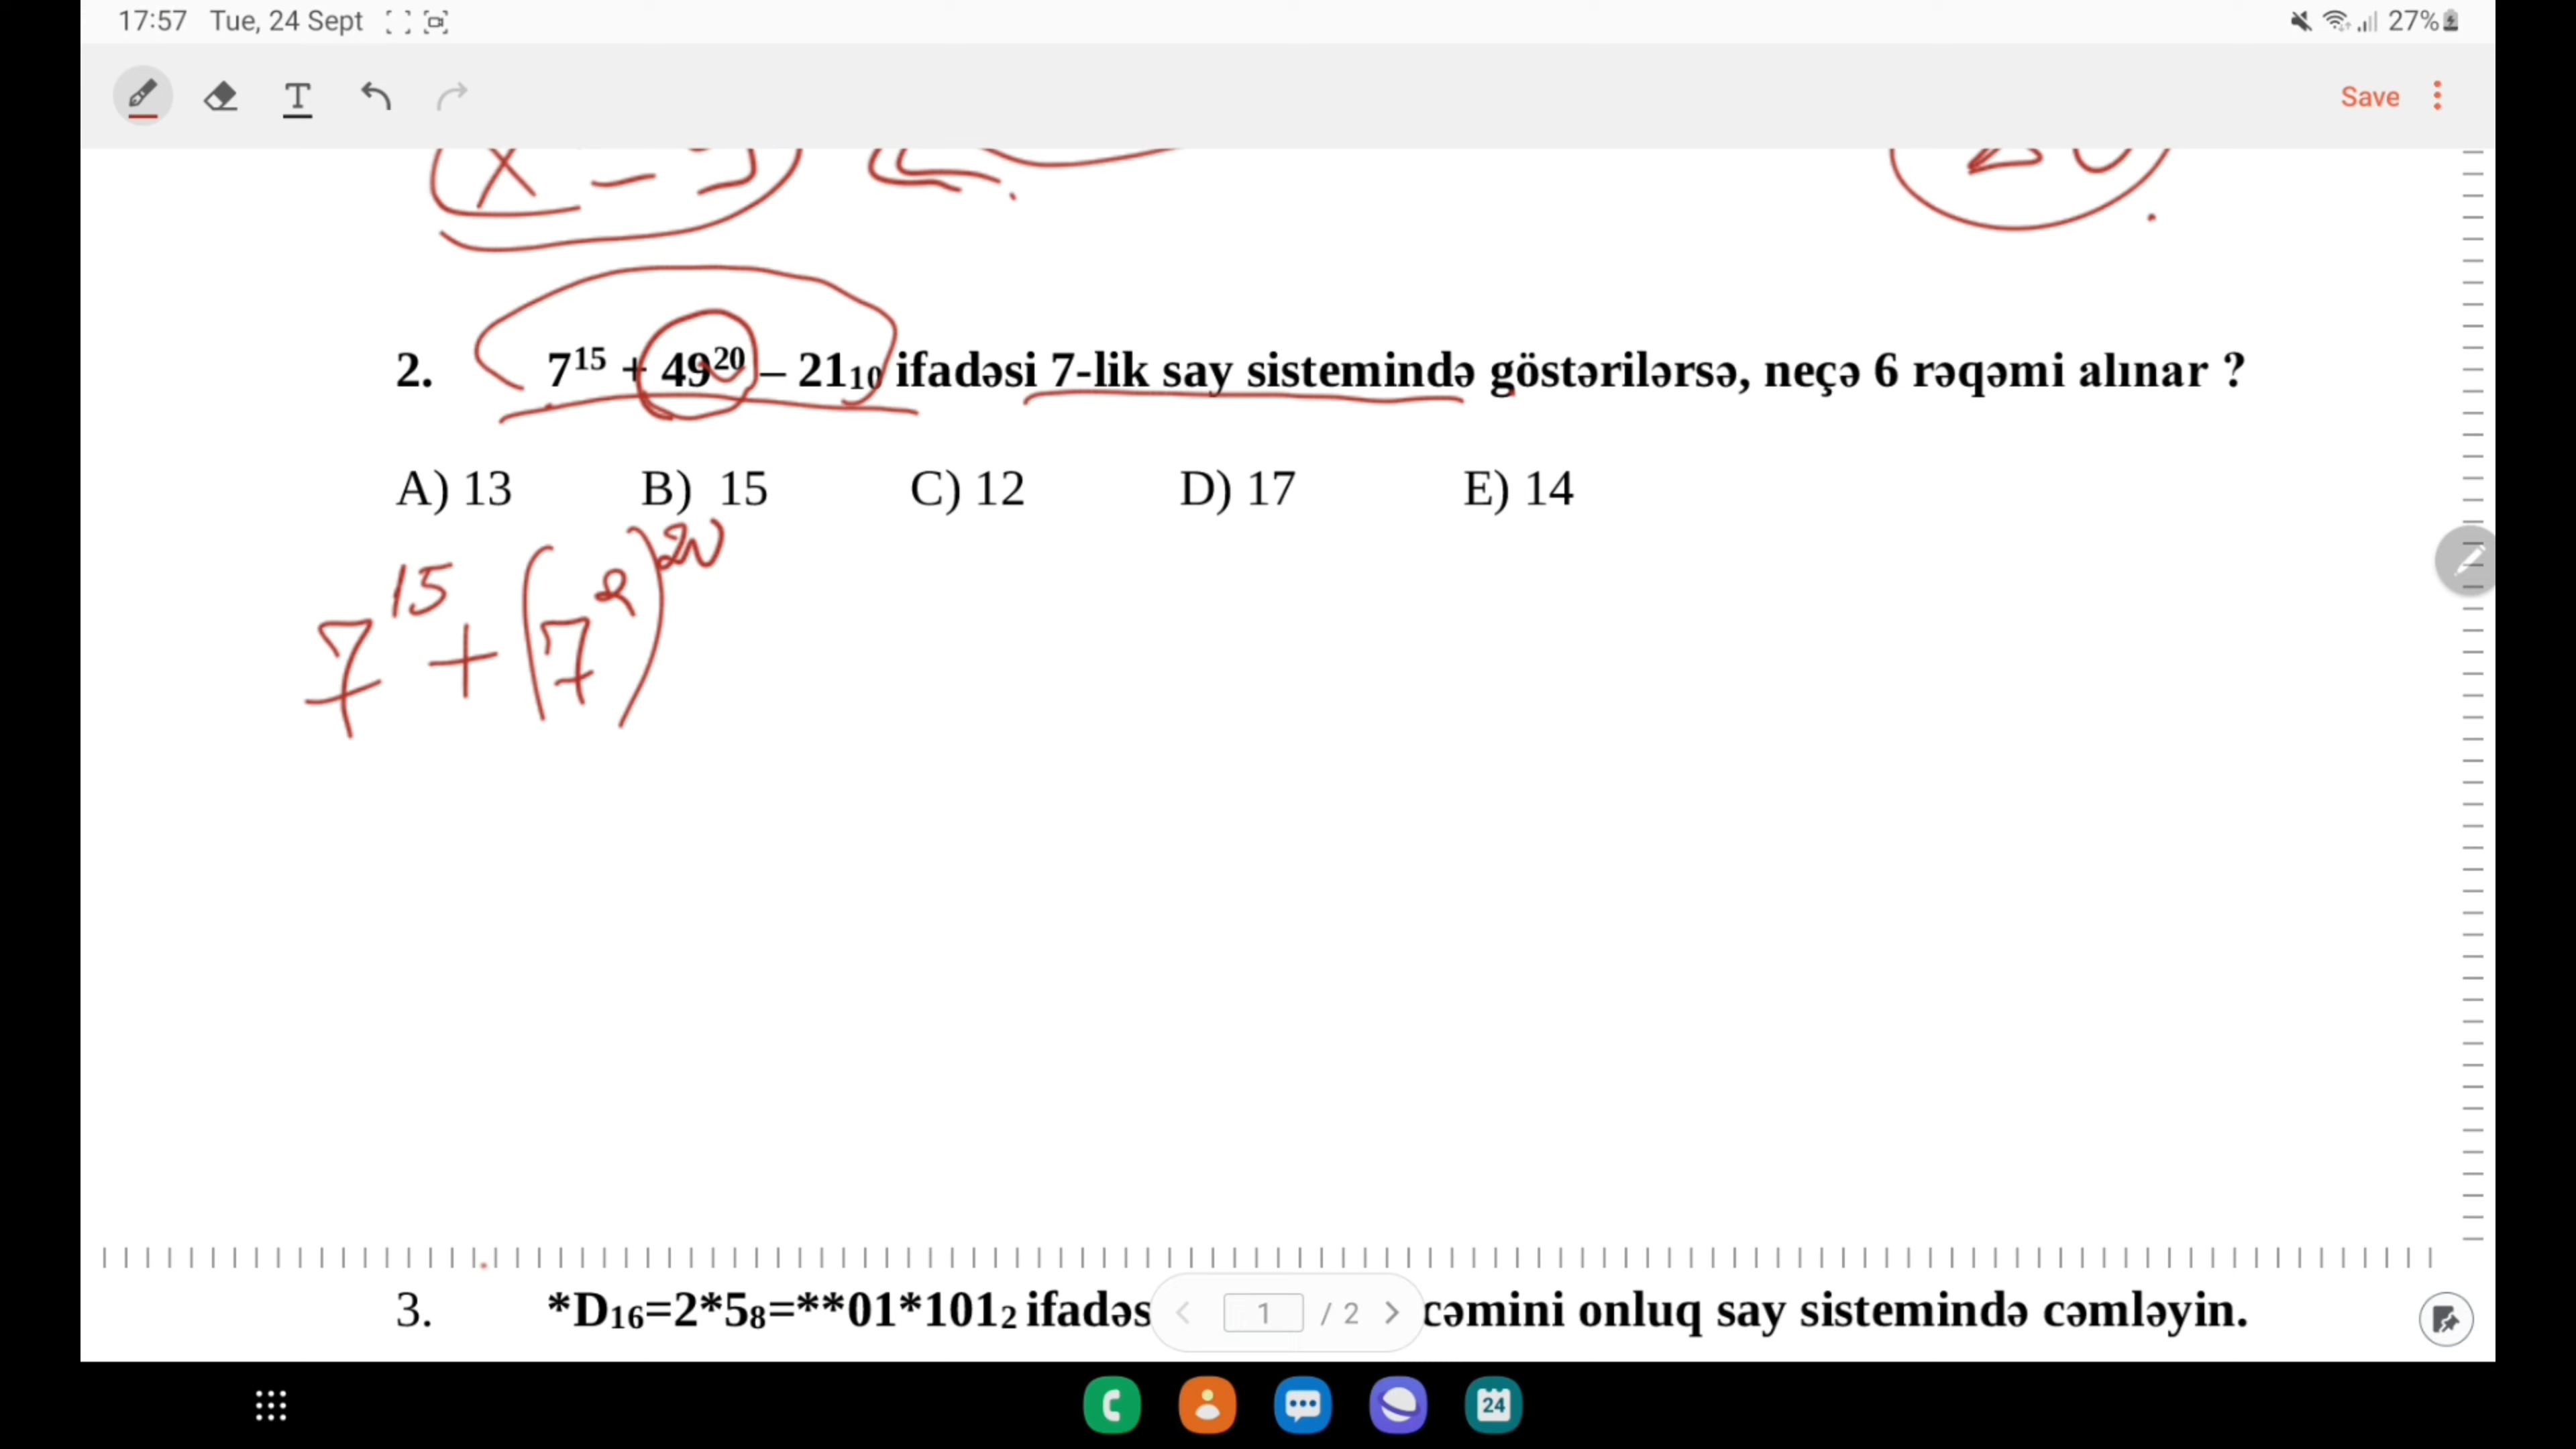 17:57 Tue, 24 Sept 27%
T Save
x – 5
2. 7¹⁵ + 49²⁰ – 21₁₀ ifadəsi 7-lik say sistemində göstərilərsə, neçə 6 rəqəmi alınar ?
A) 13 B) 15 C) 12 D) 17 E) 14
7¹⁵ + (7²)²⁰
3. *D₁₆=2*5₈=**01*101₂ ifadəs cəmini onluq say sistemində cəmləyin.
1 / 2
24